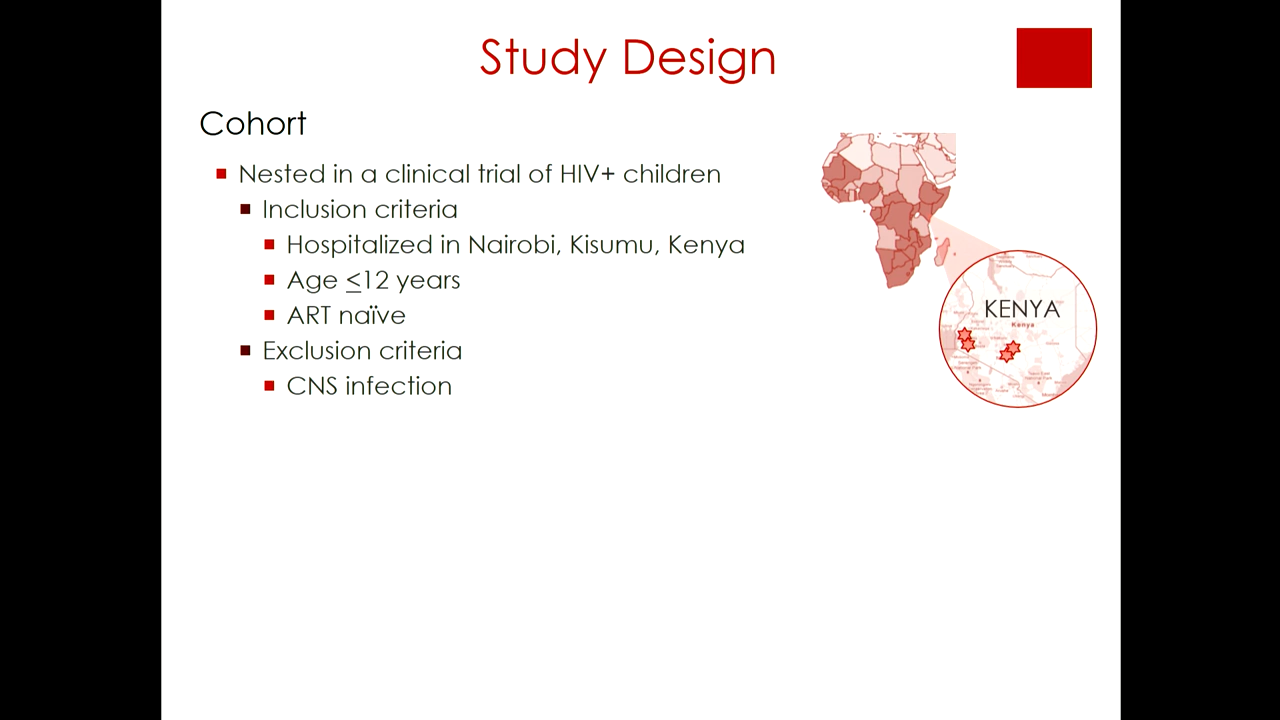 Study Design
Cohort
Nested in a clinical trial of HIV+ children
Inclusion criteria
Hospitalized in Nairobi, Kisumu, Kenya
Age <12 years
ART naïve
Exclusion criteria
CNS infection
KENYA
Kenya